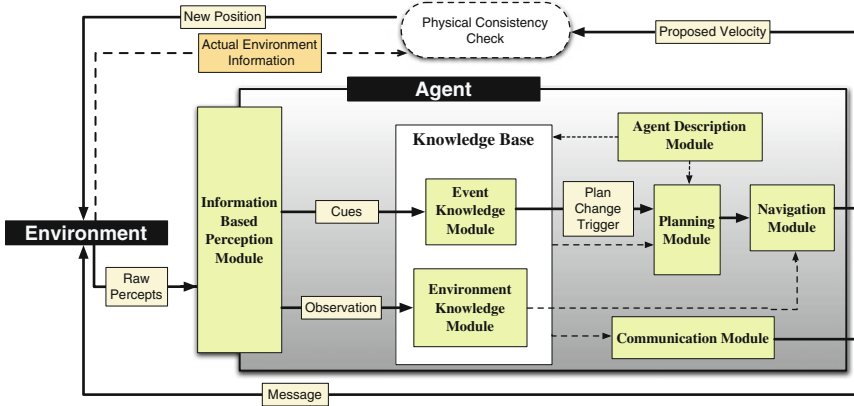 New Position
Physical Consistency
Check
Proposed Velocity
Actual Environment
Information
Agent
Knowledge Base
Agent Description
Module
Information
Based
Perception
Module
Cues
Event
Knowledge
Module
Plan
Change
Trigger
Planning
Module
Navigation
Module
Environment
Raw
Percepts
Observation
Environment
Knowledge
Module
Communication Module
Message